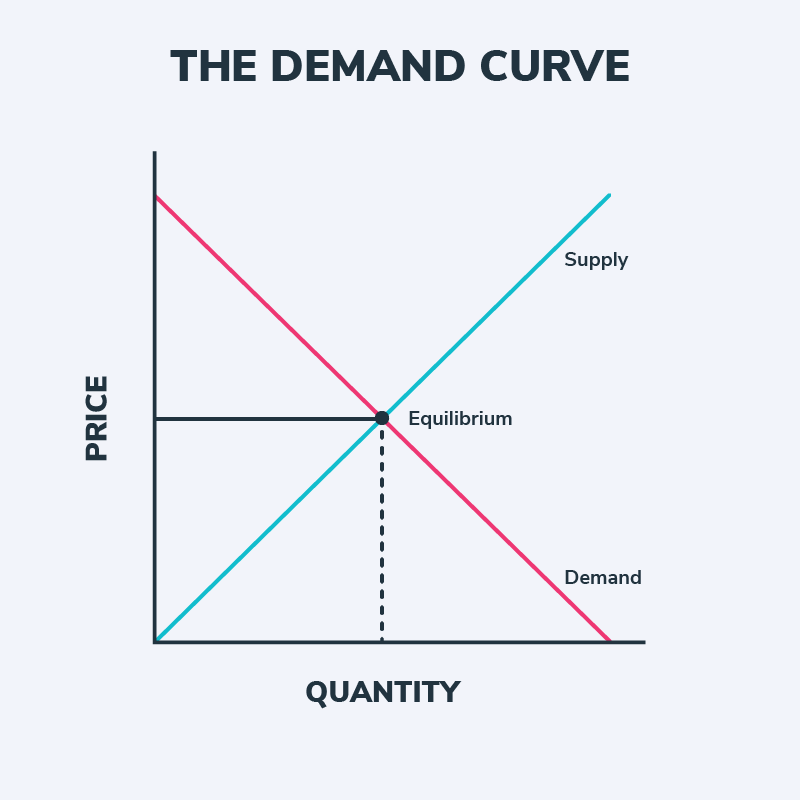 THE DEMAND CURVE
Supply
PRICE
Equilibrium
Demand
QUANTITY